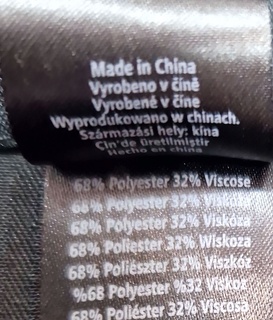 Made in China
Vyrobeno v číně
Vyrobené v číne
Wyprodukowano w chinach.
Származási hely: kína
Çin'de üretilmiştir
Hecho en china
68% Polyester 32% Viscose
68% Polyester 32% Viskóza
68% Polyester 32% Viskóza
68% Poliester 32% Wiskoza
68% Poliészter 32% Viszkóz
%68 Polyester %32 Viskoz
68% Poliéster 32% Viscosa